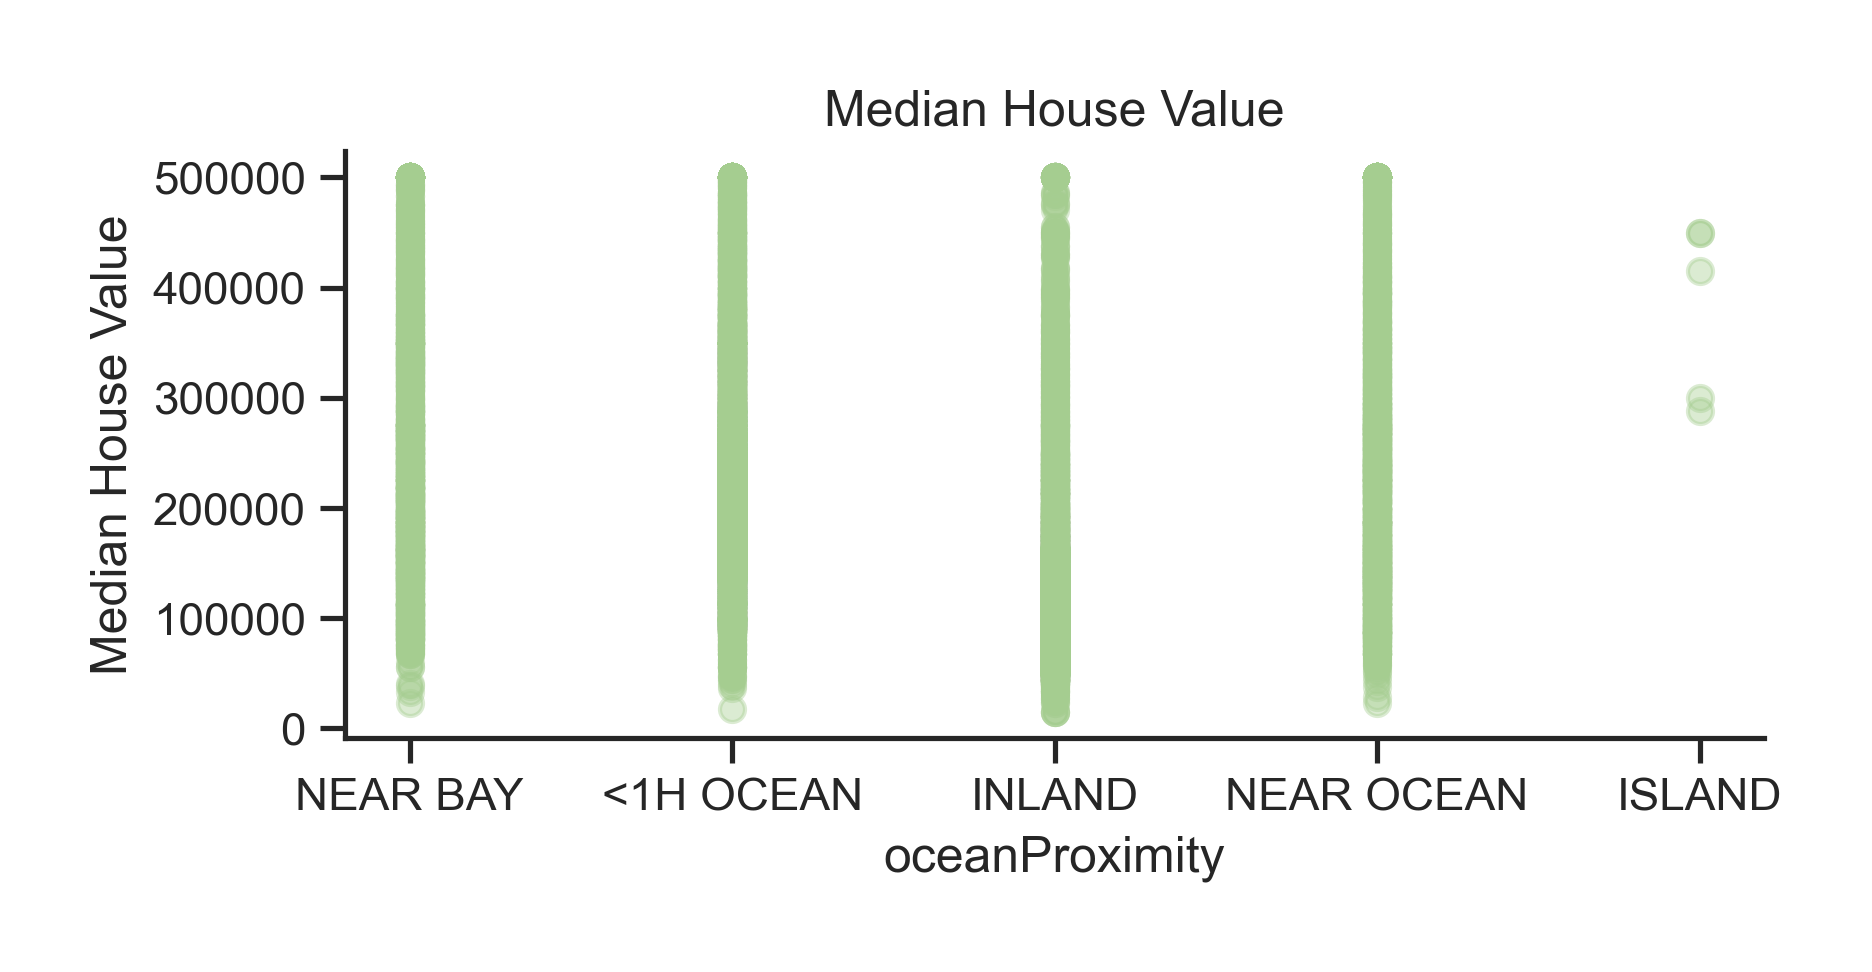 Median House Value
Median House Value
500000
400000
300000
200000
100000
0
NEAR BAY
<1H OCEAN
INLAND
NEAR OCEAN
ISLAND
oceanProximity